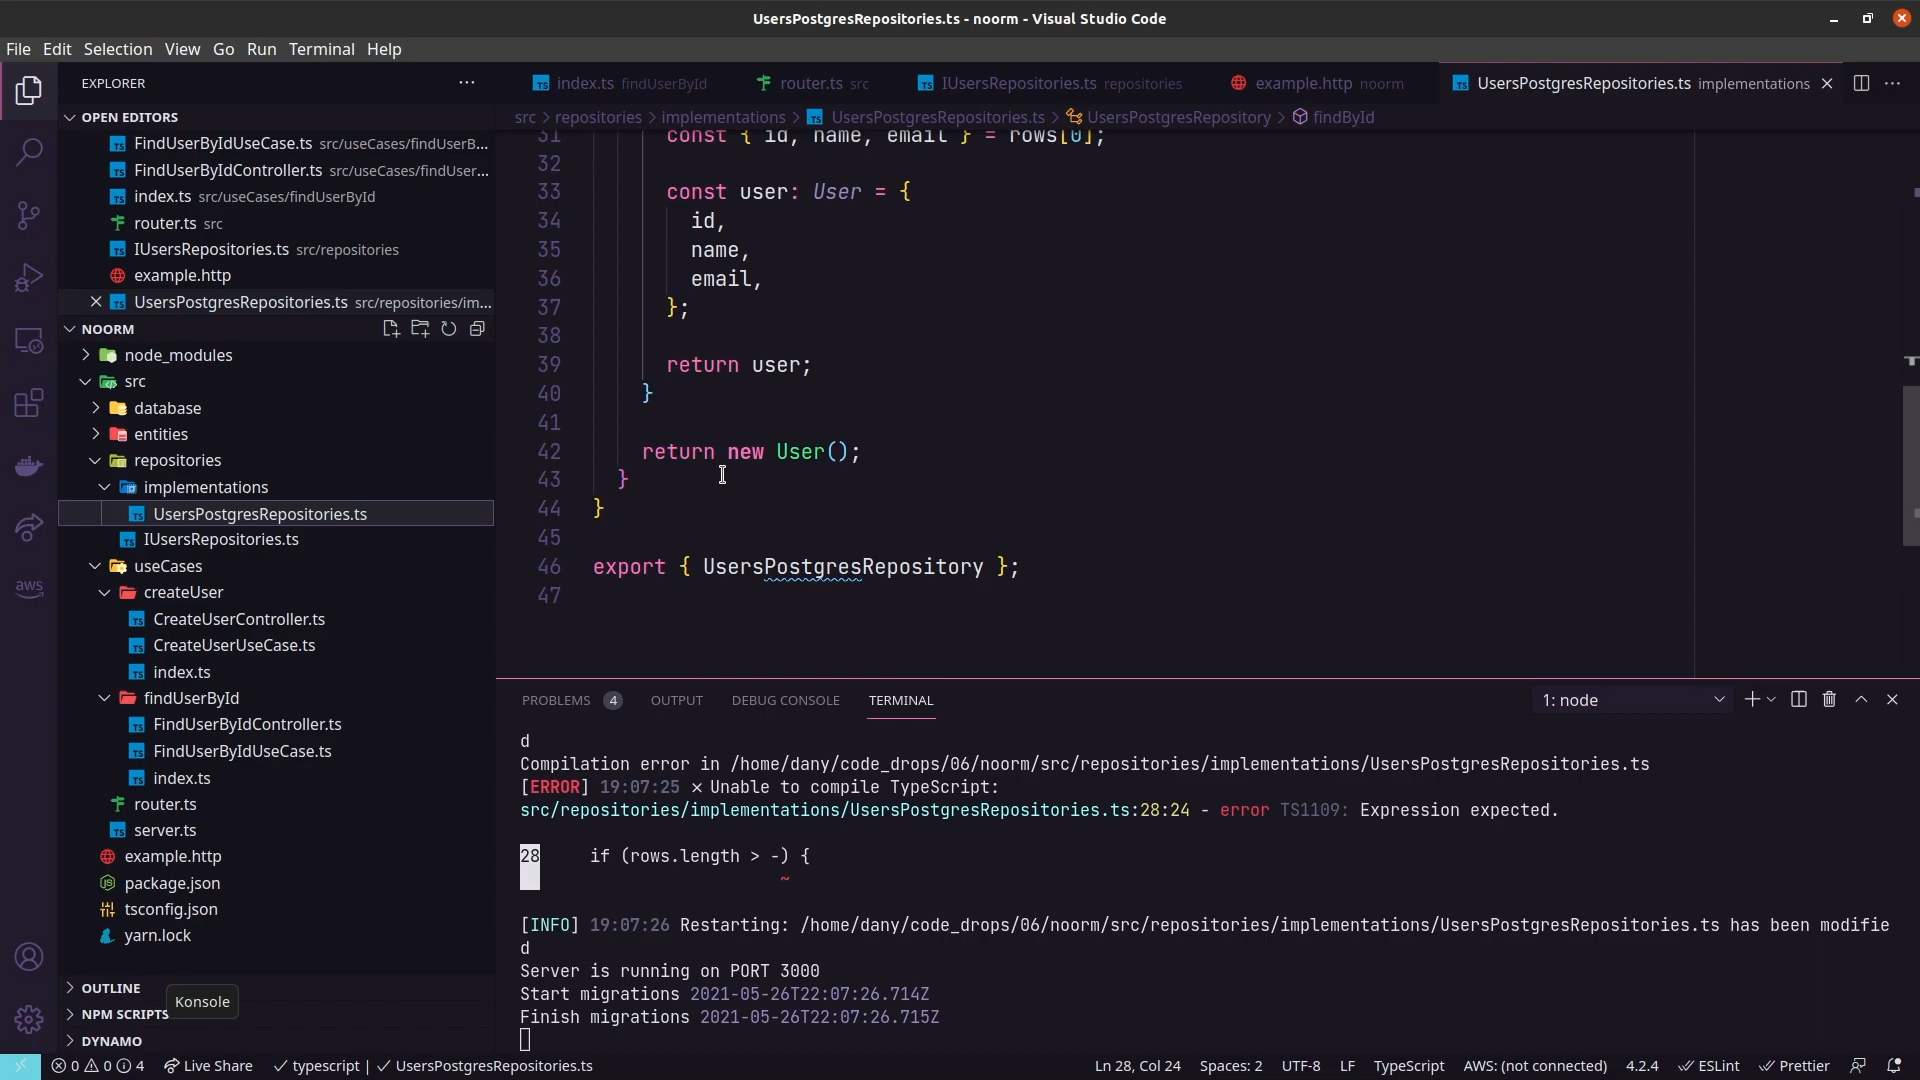 UsersPostgresRepositories.ts - noorm - Visual Studio Code
File Edit Selection View Go Run Terminal Help
EXPLORER
index.ts findUserById router.ts src IUsersRepositories.ts repositories example.http noorm UsersPostgresRepositories.ts implementations
OPEN EDITORS
FindUserByIdUseCase.ts src/useCases/findUserB...
FindUserByIdController.ts src/useCases/findUser...
index.ts src/useCases/findUserById
router.ts src
IUsersRepositories.ts src/repositories
example.http
UsersPostgresRepositories.ts src/repositories/im...
NOORM
node_modules
src
database
entities
repositories
implementations
UsersPostgresRepositories.ts
IUsersRepositories.ts
useCases
createUser
CreateUserController.ts
CreateUserUseCase.ts
index.ts
findUserById
FindUserByIdController.ts
FindUserByIdUseCase.ts
index.ts
router.ts
server.ts
example.http
package.json
tsconfig.json
yarn.lock
OUTLINE
Konsole
NPM SCRIPTS
DYNAMO
aws
src > repositories > implementations > UsersPostgresRepositories.ts > UsersPostgresRepository > findById
31 const { id, name, email } = rows[0];
32
33 const user: User = {
34 id,
35 name,
36 email,
37 };
38
39 return user;
40 }
41
42 return new User();
43 }
44 }
45
46 export { UsersPostgresRepository };
47
PROBLEMS 4 OUTPUT DEBUG CONSOLE TERMINAL 1: node
d
Compilation error in /home/dany/code_drops/06/noorm/src/repositories/implementations/UsersPostgresRepositories.ts
[ERROR] 19:07:25 ⨯ Unable to compile TypeScript:
src/repositories/implementations/UsersPostgresRepositories.ts:28:24 - error TS1109: Expression expected.
28 if (rows.length > -) {
~
[INFO] 19:07:26 Restarting: /home/dany/code_drops/06/noorm/src/repositories/implementations/UsersPostgresRepositories.ts has been modifie
d
Server is running on PORT 3000
Start migrations 2021-05-26T22:07:26.714Z
Finish migrations 2021-05-26T22:07:26.715Z
0 0 4 Live Share typescript | UsersPostgresRepositories.ts Ln 28, Col 24 Spaces: 2 UTF-8 LF TypeScript AWS: (not connected) 4.2.4 ESLint Prettier